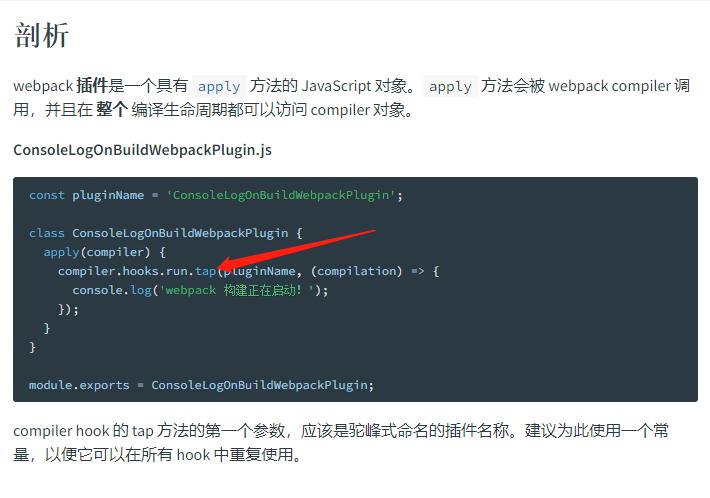 剖析
webpack 插件是一个具有 apply 方法的 JavaScript 对象。 apply 方法会被 webpack compiler 调
用，并且在 整个 编译生命周期都可以访问 compiler 对象。
ConsoleLogOnBuildWebpackPlugin.js
const pluginName = 'ConsoleLogOnBuildWebpackPlugin';
class ConsoleLogOnBuildWebpackPlugin {
apply(compiler) {
compiler.hooks.run.tap(pluginName, (compilation) => {
console.log('webpack 构建正在启动！');
});
}
}
module.exports = ConsoleLogOnBuildWebpackPlugin;
compiler hook 的 tap 方法的第一个参数，应该是驼峰式命名的插件名称。建议为此使用一个常
量，以便它可以在所有 hook 中重复使用。